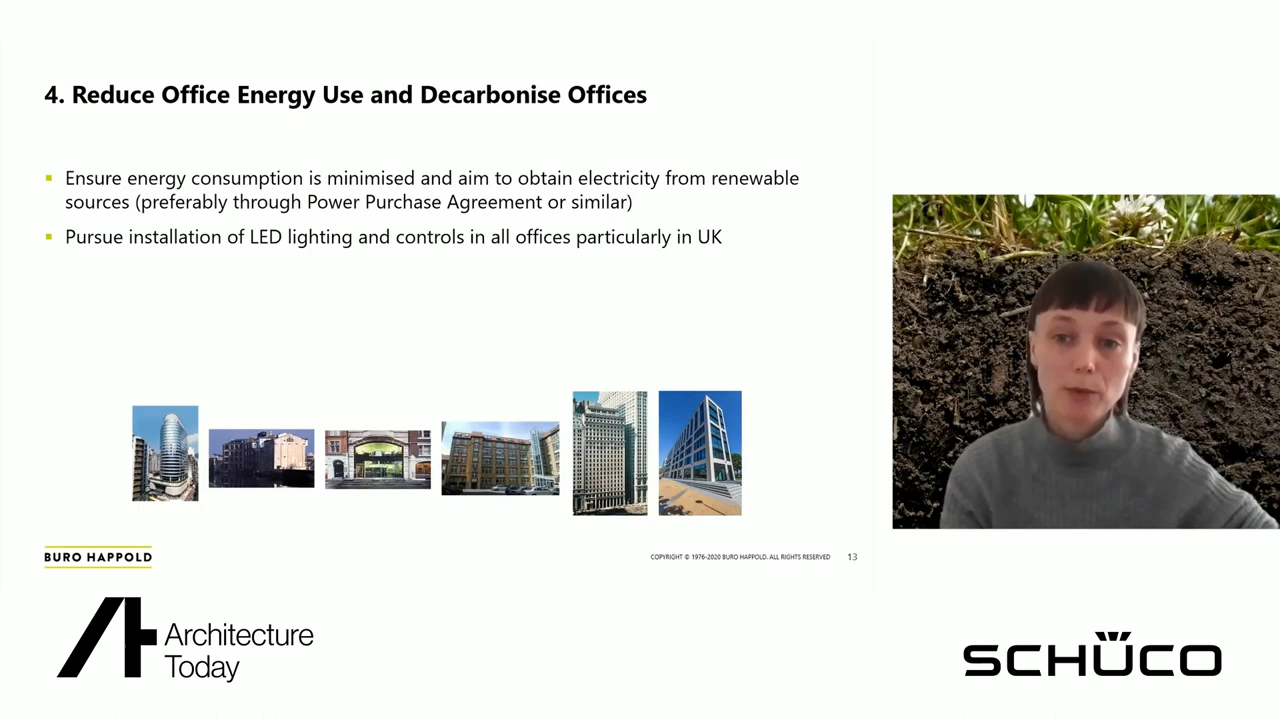 4. Reduce Office Energy Use and Decarbonise Offices
Ensure energy consumption is minimised and aim to obtain electricity from renewable
sources (preferably through Power Purchase Agreement or similar)
Pursue installation of LED lighting and controls in all offices particularly in UK
BURO HAPPOLD
COPYRIGHT © 1976-2020 BURO HAPPOLD. ALL RIGHTS RESERVED
13
Architecture
Today
SCHÜCO